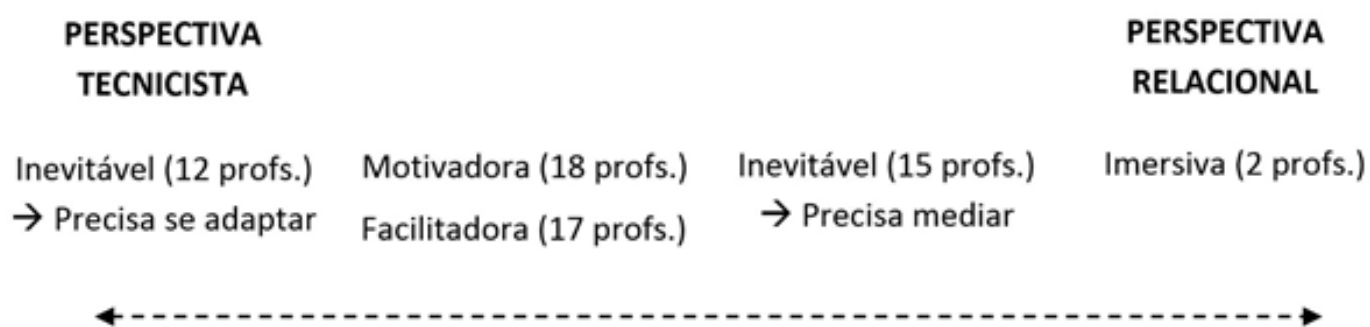 PERSPECTIVA
TECNICISTA
PERSPECTIVA
RELACIONAL
Inevitável (12 profs.)
→ Precisa se adaptar
Motivadora (18 profs.)
Facilitadora (17 profs.)
Inevitável (15 profs.)
→ Precisa mediar
Imersiva (2 profs.)